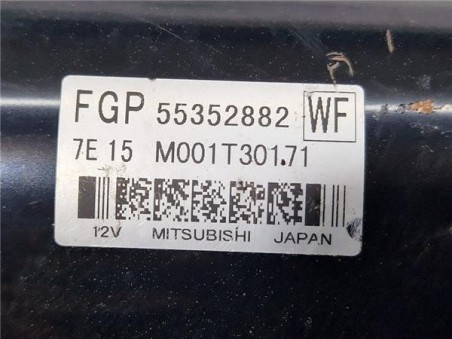 FGP 55352882 WF
7E 15 M001T301.71
12V MITSUBISHI JAPAN